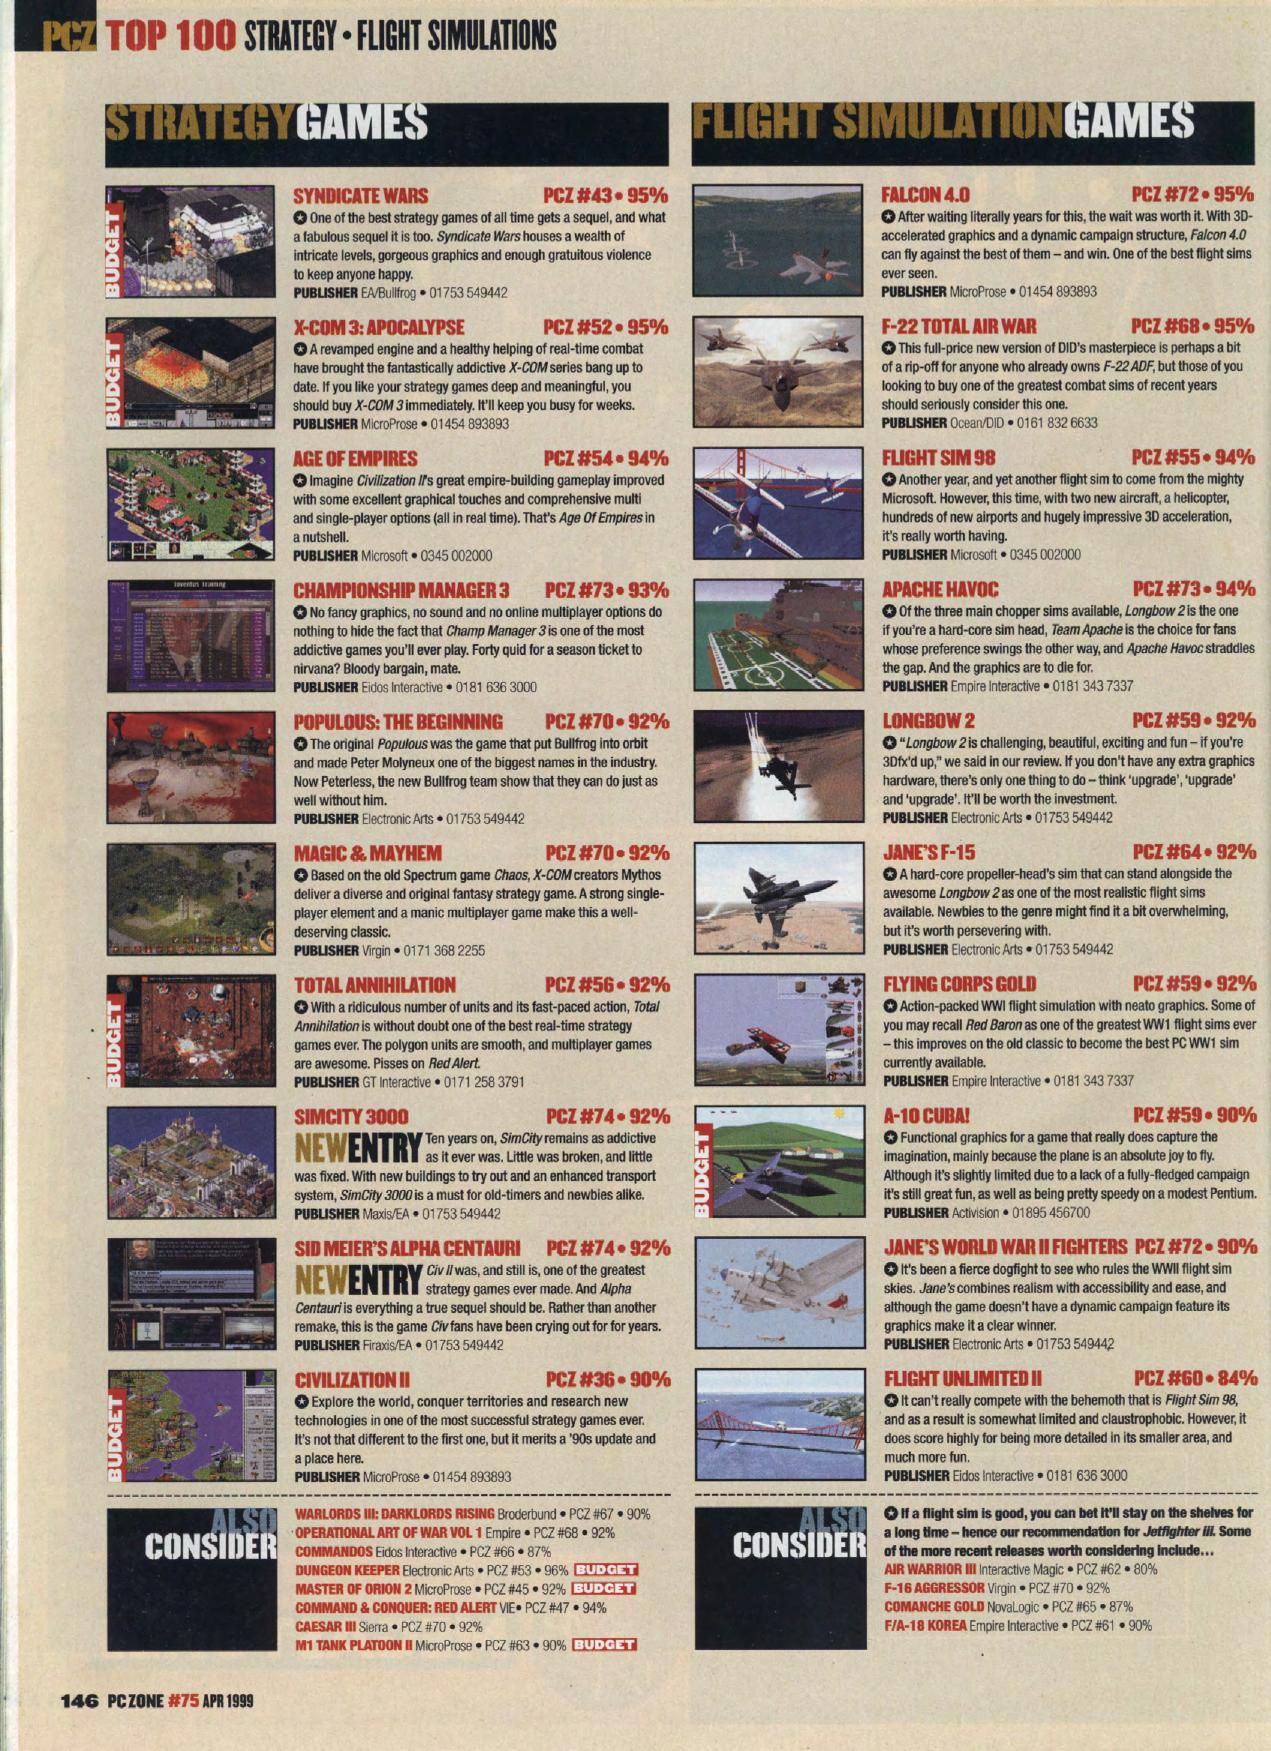 PCZ TOP 100 STRATEGY • FLIGHT SIMULATIONS
STRATEGYGAMES
BUDGET
SYNDICATE WARS PCZ #43 • 95%
✪ One of the best strategy games of all time gets a sequel, and what
a fabulous sequel it is too. Syndicate Wars houses a wealth of
intricate levels, gorgeous graphics and enough gratuitous violence
to keep anyone happy.
PUBLISHER EA/Bullfrog • 01753 549442
BUDGET
X-COM 3: APOCALYPSE PCZ #52 • 95%
✪ A revamped engine and a healthy helping of real-time combat
have brought the fantastically addictive X-COM series bang up to
date. If you like your strategy games deep and meaningful, you
should buy X-COM 3 immediately. It'll keep you busy for weeks.
PUBLISHER MicroProse • 01454 893893
AGE OF EMPIRES PCZ #54 • 94%
✪ Imagine Civilization II's great empire-building gameplay improved
with some excellent graphical touches and comprehensive multi
and single-player options (all in real time). That's Age Of Empires in
a nutshell.
PUBLISHER Microsoft • 0345 002000
Juventus Training
CHAMPIONSHIP MANAGER 3 PCZ #73 • 93%
✪ No fancy graphics, no sound and no online multiplayer options do
nothing to hide the fact that Champ Manager 3 is one of the most
addictive games you'll ever play. Forty quid for a season ticket to
nirvana? Bloody bargain, mate.
PUBLISHER Eidos Interactive • 0181 636 3000
POPULOUS: THE BEGINNING PCZ #70 • 92%
✪ The original Populous was the game that put Bullfrog into orbit
and made Peter Molyneux one of the biggest names in the industry.
Now Peterless, the new Bullfrog team show that they can do just as
well without him.
PUBLISHER Electronic Arts • 01753 549442
MAGIC & MAYHEM PCZ #70 • 92%
✪ Based on the old Spectrum game Chaos, X-COM creators Mythos
deliver a diverse and original fantasy strategy game. A strong single-
player element and a manic multiplayer game make this a well-
deserving classic.
PUBLISHER Virgin • 0171 368 2255
BUDGET
TOTAL ANNIHILATION PCZ #56 • 92%
✪ With a ridiculous number of units and its fast-paced action, Total
Annihilation is without doubt one of the best real-time strategy
games ever. The polygon units are smooth, and multiplayer games
are awesome. Pisses on Red Alert.
PUBLISHER GT Interactive • 0171 258 3791
SIMCITY 3000 PCZ #74 • 92%
NEWENTRY Ten years on, SimCity remains as addictive
as it ever was. Little was broken, and little
was fixed. With new buildings to try out and an enhanced transport
system, SimCity 3000 is a must for old-timers and newbies alike.
PUBLISHER Maxis/EA • 01753 549442
SID MEIER'S ALPHA CENTAURI PCZ #74 • 92%
NEWENTRY Civ II was, and still is, one of the greatest
strategy games ever made. And Alpha
Centauri is everything a true sequel should be. Rather than another
remake, this is the game Civ fans have been crying out for for years.
PUBLISHER Firaxis/EA • 01753 549442
BUDGET
CIVILIZATION II PCZ #36 • 90%
✪ Explore the world, conquer territories and research new
technologies in one of the most successful strategy games ever.
It's not that different to the first one, but it merits a '90s update and
a place here.
PUBLISHER MicroProse • 01454 893893
ALSO
CONSIDER
WARLORDS III: DARKLORDS RISING Broderbund • PCZ #67 • 90%
OPERATIONAL ART OF WAR VOL 1 Empire • PCZ #68 • 92%
COMMANDOS Eidos Interactive • PCZ #66 • 87%
DUNGEON KEEPER Electronic Arts • PCZ #53 • 96% BUDGET
MASTER OF ORION 2 MicroProse • PCZ #45 • 92% BUDGET
COMMAND & CONQUER: RED ALERT VIE • PCZ #47 • 94%
CAESAR III Sierra • PCZ #70 • 92%
M1 TANK PLATOON II MicroProse • PCZ #63 • 90% BUDGET
FLIGHT SIMULATIONGAMES
FALCON 4.0 PCZ #72 • 95%
✪ After waiting literally years for this, the wait was worth it. With 3D-
accelerated graphics and a dynamic campaign structure, Falcon 4.0
can fly against the best of them – and win. One of the best flight sims
ever seen.
PUBLISHER MicroProse • 01454 893893
F-22 TOTAL AIR WAR PCZ #68 • 95%
✪ This full-price new version of DID's masterpiece is perhaps a bit
of a rip-off for anyone who already owns F-22 ADF, but those of you
looking to buy one of the greatest combat sims of recent years
should seriously consider this one.
PUBLISHER Ocean/DID • 0161 832 6633
FLIGHT SIM 98 PCZ #55 • 94%
✪ Another year, and yet another flight sim to come from the mighty
Microsoft. However, this time, with two new aircraft, a helicopter,
hundreds of new airports and hugely impressive 3D acceleration,
it's really worth having.
PUBLISHER Microsoft • 0345 002000
APACHE HAVOC PCZ #73 • 94%
✪ Of the three main chopper sims available, Longbow 2 is the one
if you're a hard-core sim head, Team Apache is the choice for fans
whose preference swings the other way, and Apache Havoc straddles
the gap. And the graphics are to die for.
PUBLISHER Empire Interactive • 0181 343 7337
LONGBOW 2 PCZ #59 • 92%
✪ "Longbow 2 is challenging, beautiful, exciting and fun – if you're
3Dfx'd up," we said in our review. If you don't have any extra graphics
hardware, there's only one thing to do – think 'upgrade', 'upgrade'
and 'upgrade'. It'll be worth the investment.
PUBLISHER Electronic Arts • 01753 549442
JANE'S F-15 PCZ #64 • 92%
✪ A hard-core propeller-head's sim that can stand alongside the
awesome Longbow 2 as one of the most realistic flight sims
available. Newbies to the genre might find it a bit overwhelming,
but it's worth persevering with.
PUBLISHER Electronic Arts • 01753 549442
FLYING CORPS GOLD PCZ #59 • 92%
✪ Action-packed WWI flight simulation with neato graphics. Some of
you may recall Red Baron as one of the greatest WW1 flight sims ever
– this improves on the old classic to become the best PC WW1 sim
currently available.
PUBLISHER Empire Interactive • 0181 343 7337
BUDGET
A-10 CUBA! PCZ #59 • 90%
✪ Functional graphics for a game that really does capture the
imagination, mainly because the plane is an absolute joy to fly.
Although it's slightly limited due to a lack of a fully-fledged campaign
it's still great fun, as well as being pretty speedy on a modest Pentium.
PUBLISHER Activision • 01895 456700
JANE'S WORLD WAR II FIGHTERS PCZ #72 • 90%
✪ It's been a fierce dogfight to see who rules the WWII flight sim
skies. Jane's combines realism with accessibility and ease, and
although the game doesn't have a dynamic campaign feature its
graphics make it a clear winner.
PUBLISHER Electronic Arts • 01753 549442
FLIGHT UNLIMITED II PCZ #60 • 84%
✪ It can't really compete with the behemoth that is Flight Sim 98,
and as a result is somewhat limited and claustrophobic. However, it
does score highly for being more detailed in its smaller area, and
much more fun.
PUBLISHER Eidos Interactive • 0181 636 3000
ALSO
CONSIDER
✪ If a flight sim is good, you can bet it'll stay on the shelves for
a long time – hence our recommendation for Jetfighter III. Some
of the more recent releases worth considering include...
AIR WARRIOR III Interactive Magic • PCZ #62 • 80%
F-16 AGGRESSOR Virgin • PCZ #70 • 92%
COMANCHE GOLD NovaLogic • PCZ #65 • 87%
F/A-18 KOREA Empire Interactive • PCZ #61 • 90%
146 PC ZONE #75 APR 1999